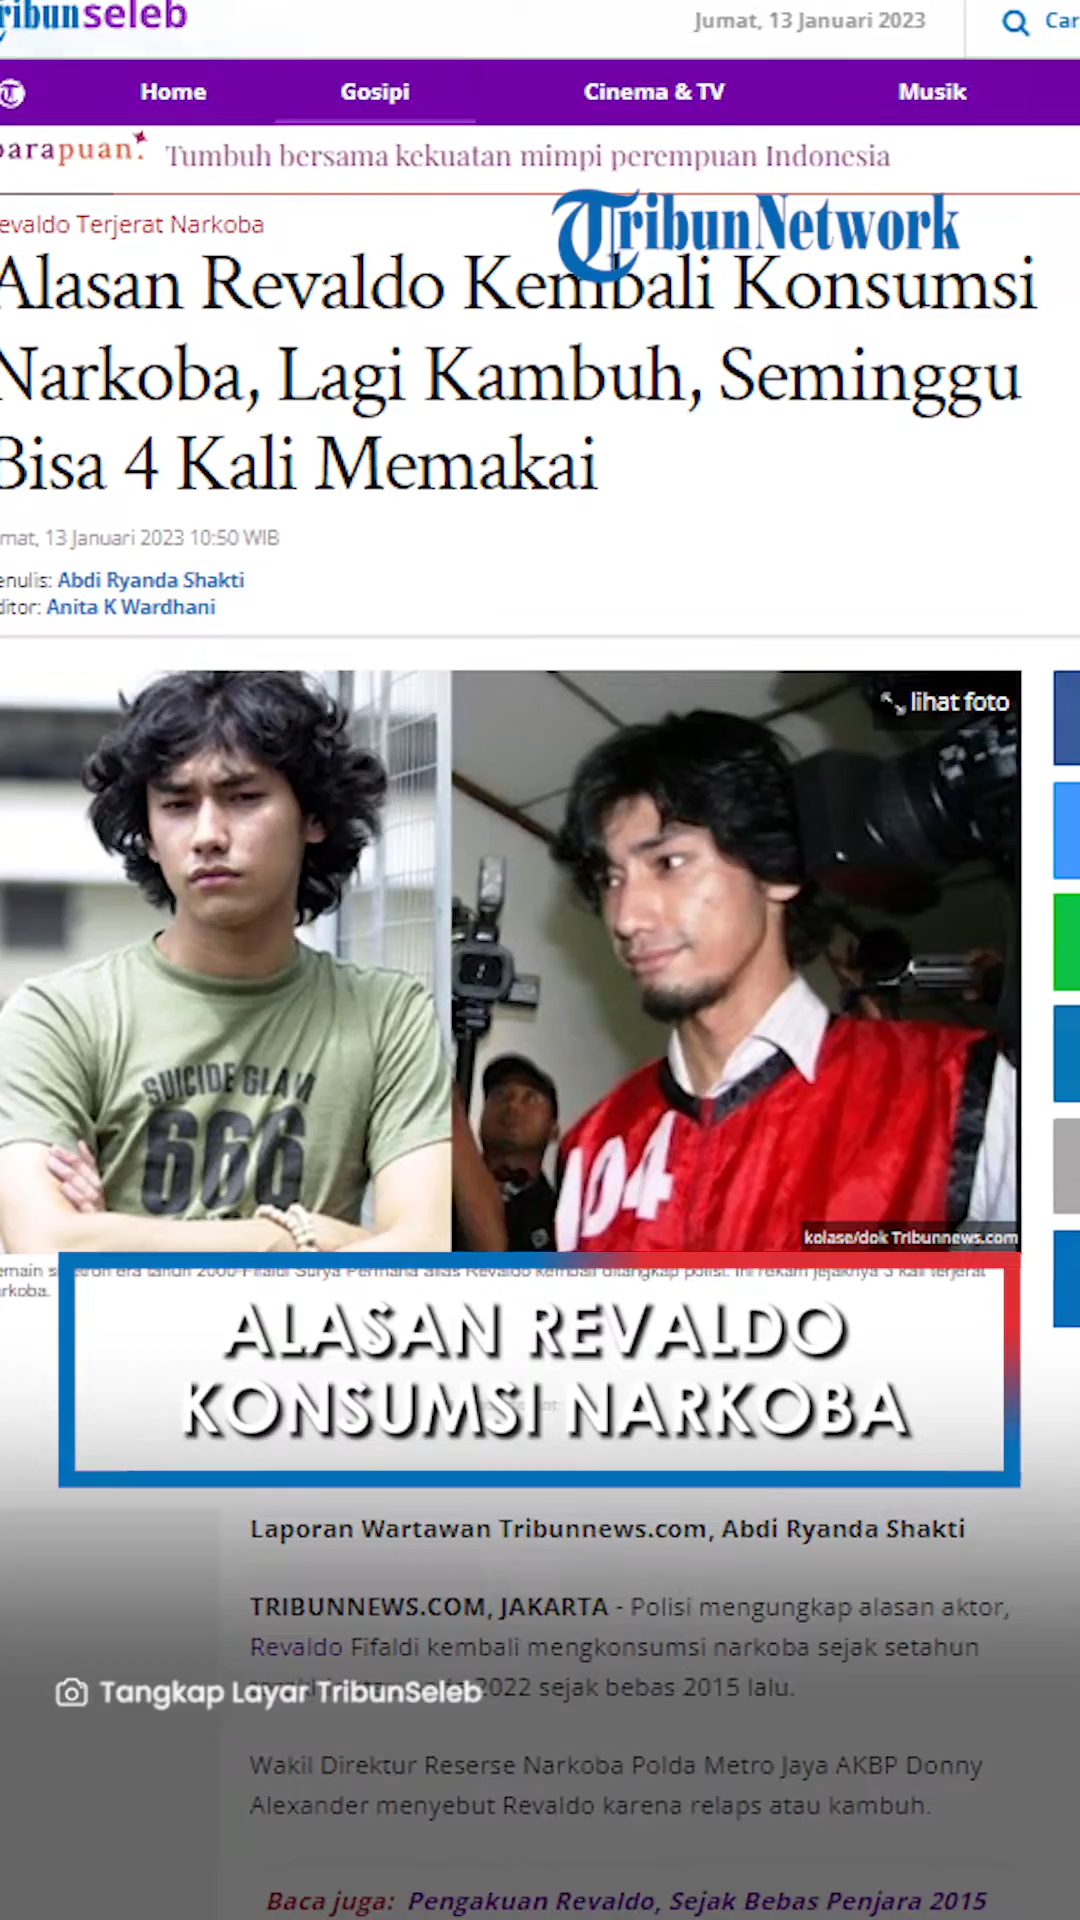 Tribunseleb
Jumat, 13 Januari 2023
Car
Home
Gosipi
Cinema & TV
Musik
parapuan.
Tumbuh bersama kekuatan mimpi perempuan Indonesia
TribunNetwork
evaldo Terjerat Narkoba
Alasan Revaldo Kembali Konsumsi
Narkoba, Lagi Kambuh, Seminggu
Bisa 4 Kali Memakai
mat, 13 Januari 2023 10:50 WIB
enulis: Abdi Ryanda Shakti
ditor: Anita K Wardhani
lihat foto
SUICIDE GLAM
666
04
kolase/dok Tribunnews.com
rkoba.
ALASAN REVALDO
KONSUMSI NARKOBA
Laporan Wartawan Tribunnews.com, Abdi Ryanda Shakti
TRIBUNNEWS.COM, JAKARTA - Polisi mengungkap alasan aktor,
Revaldo Fifaldi kembali mengkonsumsi narkoba sejak setahun
2022 sejak bebas 2015 lalu.
Tangkap Layar TribunSeleb
Wakil Direktur Reserse Narkoba Polda Metro Jaya AKBP Donny
Alexander menyebut Revaldo karena relaps atau kambuh.
Baca juga: Pengakuan Revaldo, Sejak Bebas Penjara 2015